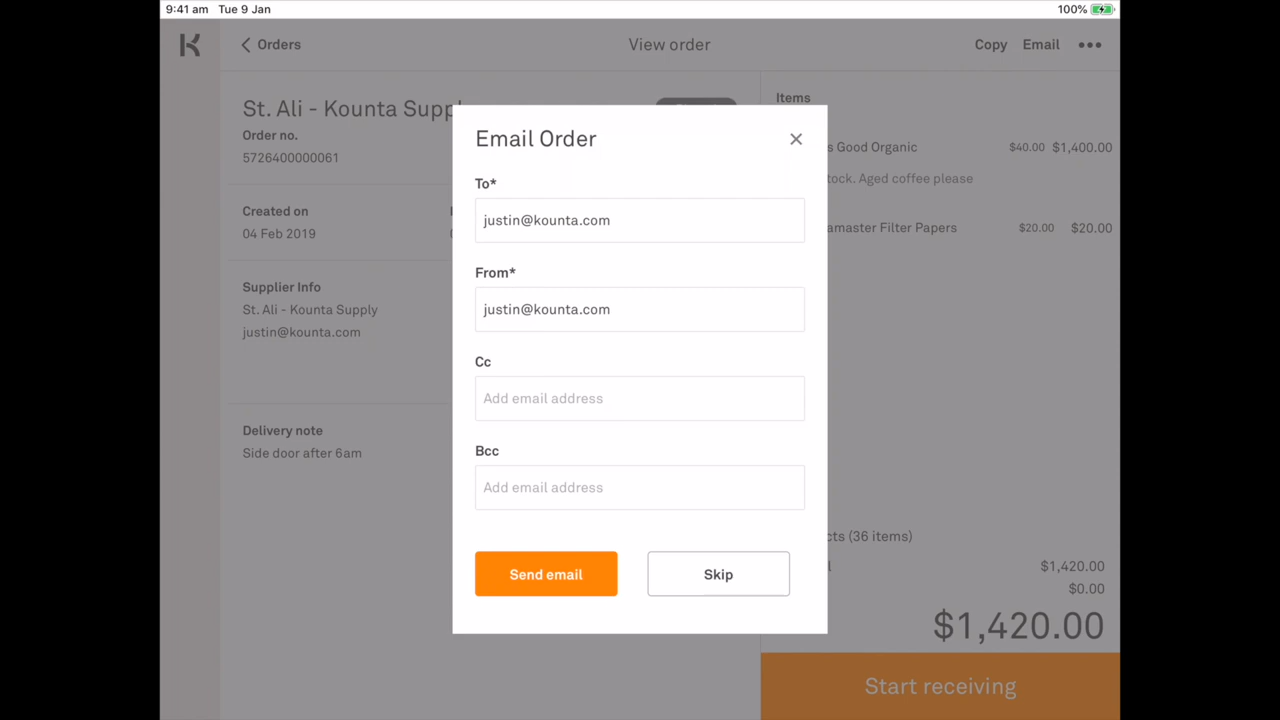 9:41 am Tue 9 Jan 100%
Orders View order Copy Email •••
St. Ali - Kounta Suppl
Order no.
5726400000061
Created on
04 Feb 2019
Supplier Info
St. Ali - Kounta Supply
justin@kounta.com
Delivery note
Side door after 6am
Email Order
To*
justin@kounta.com
From*
justin@kounta.com
Cc
Add email address
Bcc
Add email address
Send email Skip
Items
s Good Organic $40.00 $1,400.00
tock. Aged coffee please
amaster Filter Papers $20.00 $20.00
cts (36 items)
$1,420.00
$0.00
$1,420.00
Start receiving